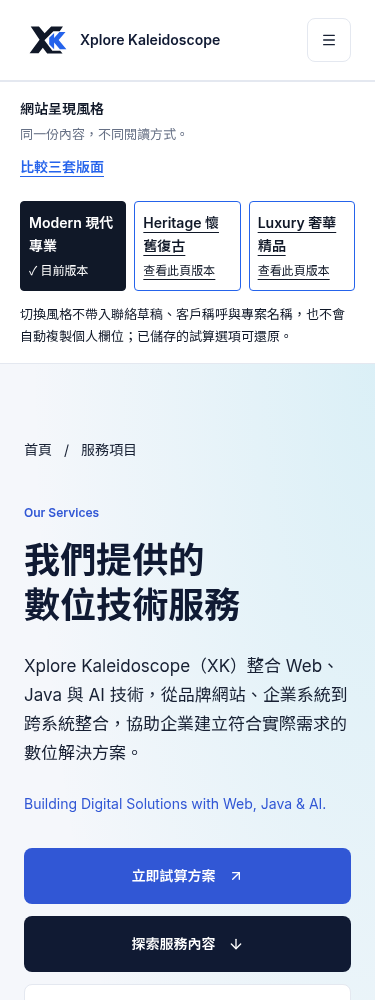 Xplore Kaleidoscope
網站呈現風格
同一份內容，不同閱讀方式。
比較三套版面
Modern 現代
專業
✓ 目前版本
Heritage 懷
舊復古
查看此頁版本
Luxury 奢華
精品
查看此頁版本
切換風格不帶入聯絡草稿、客戶稱呼與專案名稱，也不會
自動複製個人欄位；已儲存的試算選項可還原。
首頁 / 服務項目
Our Services
我們提供的
數位技術服務
Xplore Kaleidoscope（XK）整合 Web、
Java 與 AI 技術，從品牌網站、企業系統到
跨系統整合，協助企業建立符合實際需求的
數位解決方案。
Building Digital Solutions with Web, Java & AI.
立即試算方案 ↗
探索服務內容 ↓